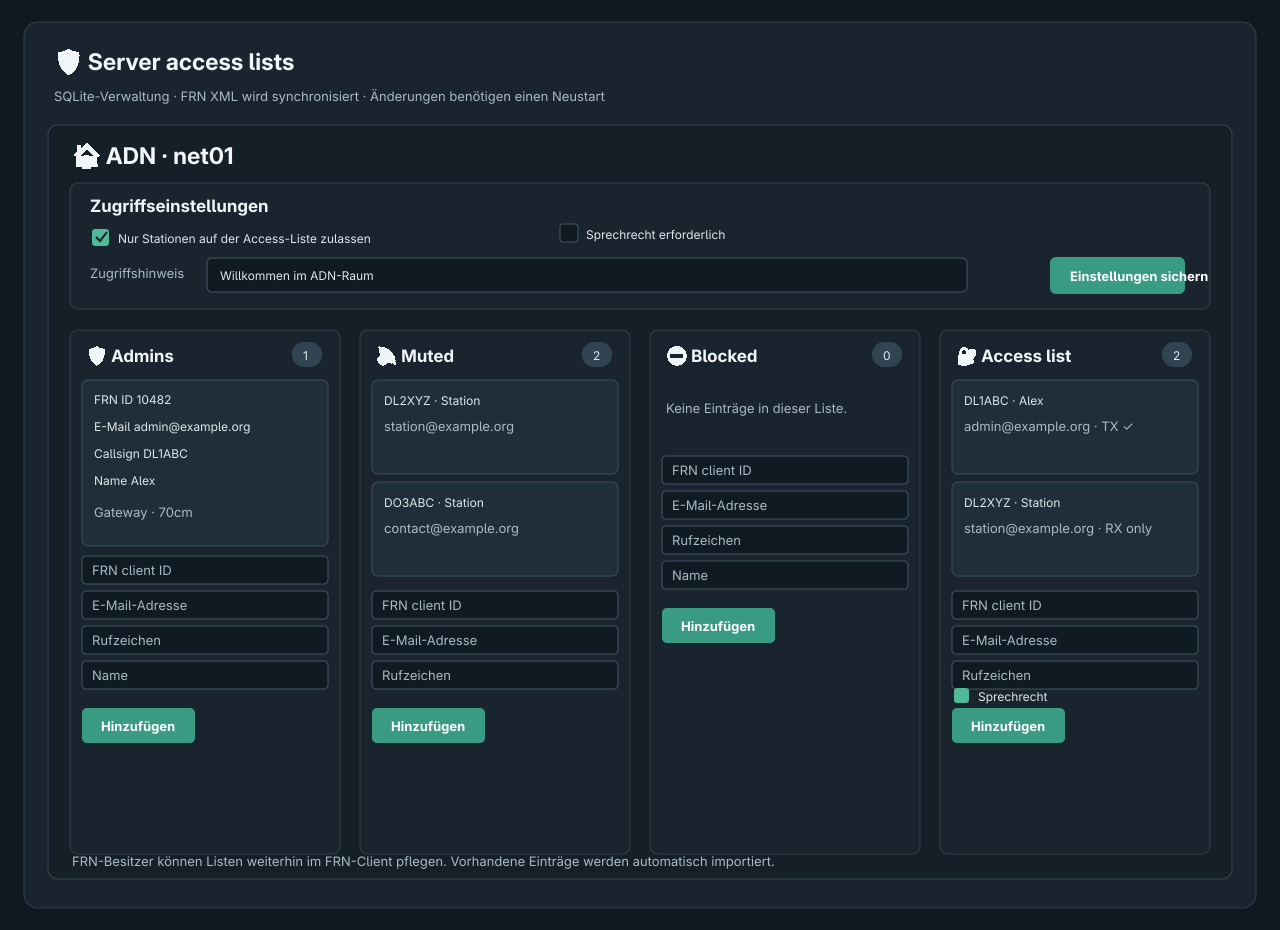 Server access lists
SQLite-Verwaltung · FRN XML wird synchronisiert · Änderungen benötigen einen Neustart
ADN · net01
Zugriffseinstellungen
Nur Stationen auf der Access-Liste zulassen
Sprechrecht erforderlich
Zugriffshinweis
Willkommen im ADN-Raum
Einstellungen sichern
Admins
1
FRN ID 10482
E-Mail admin@example.org
Callsign DL1ABC
Name Alex
Gateway · 70cm
FRN client ID
E-Mail-Adresse
Rufzeichen
Name
Hinzufügen
Muted
2
DL2XYZ · Station
station@example.org
DO3ABC · Station
contact@example.org
FRN client ID
E-Mail-Adresse
Rufzeichen
Hinzufügen
Blocked
0
Keine Einträge in dieser Liste.
FRN client ID
E-Mail-Adresse
Rufzeichen
Name
Hinzufügen
Access list
2
DL1ABC · Alex
admin@example.org · TX ✓
DL2XYZ · Station
station@example.org · RX only
FRN client ID
E-Mail-Adresse
Rufzeichen
Sprechrecht
Hinzufügen
FRN-Besitzer können Listen weiterhin im FRN-Client pflegen. Vorhandene Einträge werden automatisch importiert.